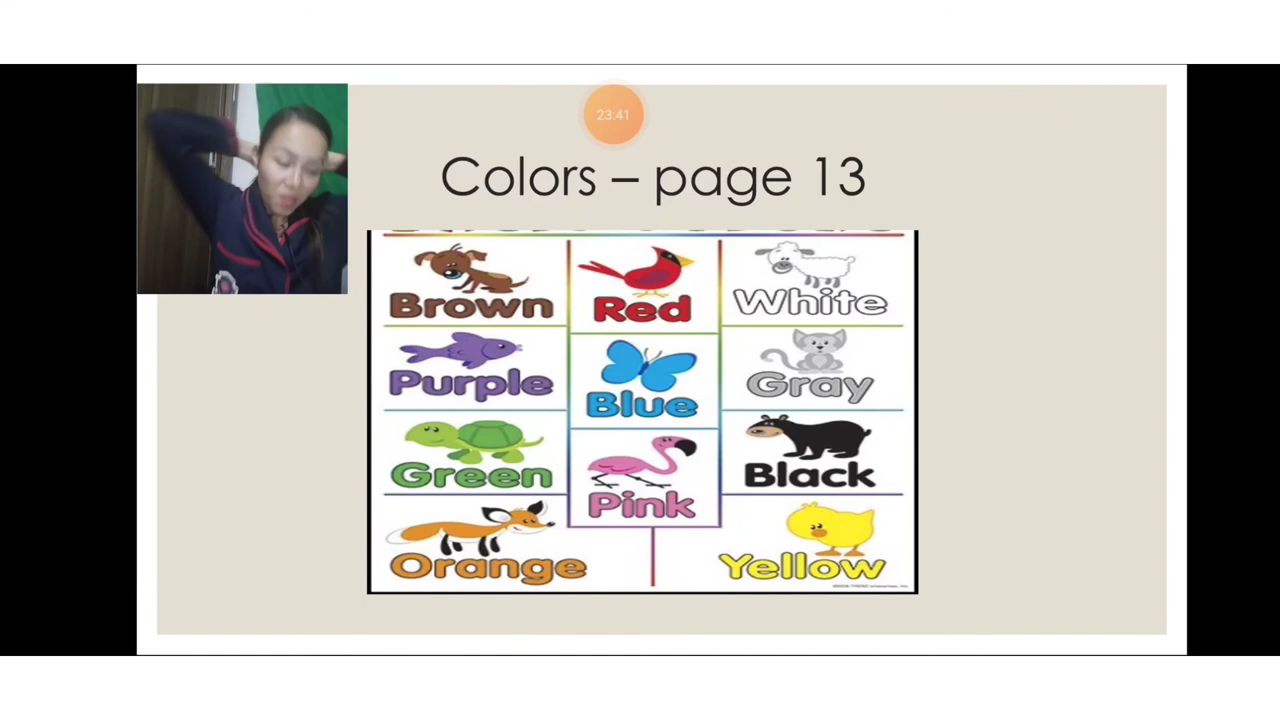 23:41
Colors – page 13
Brown
Red
White
Purple
Blue
Gray
Green
Pink
Black
Orange
Yellow